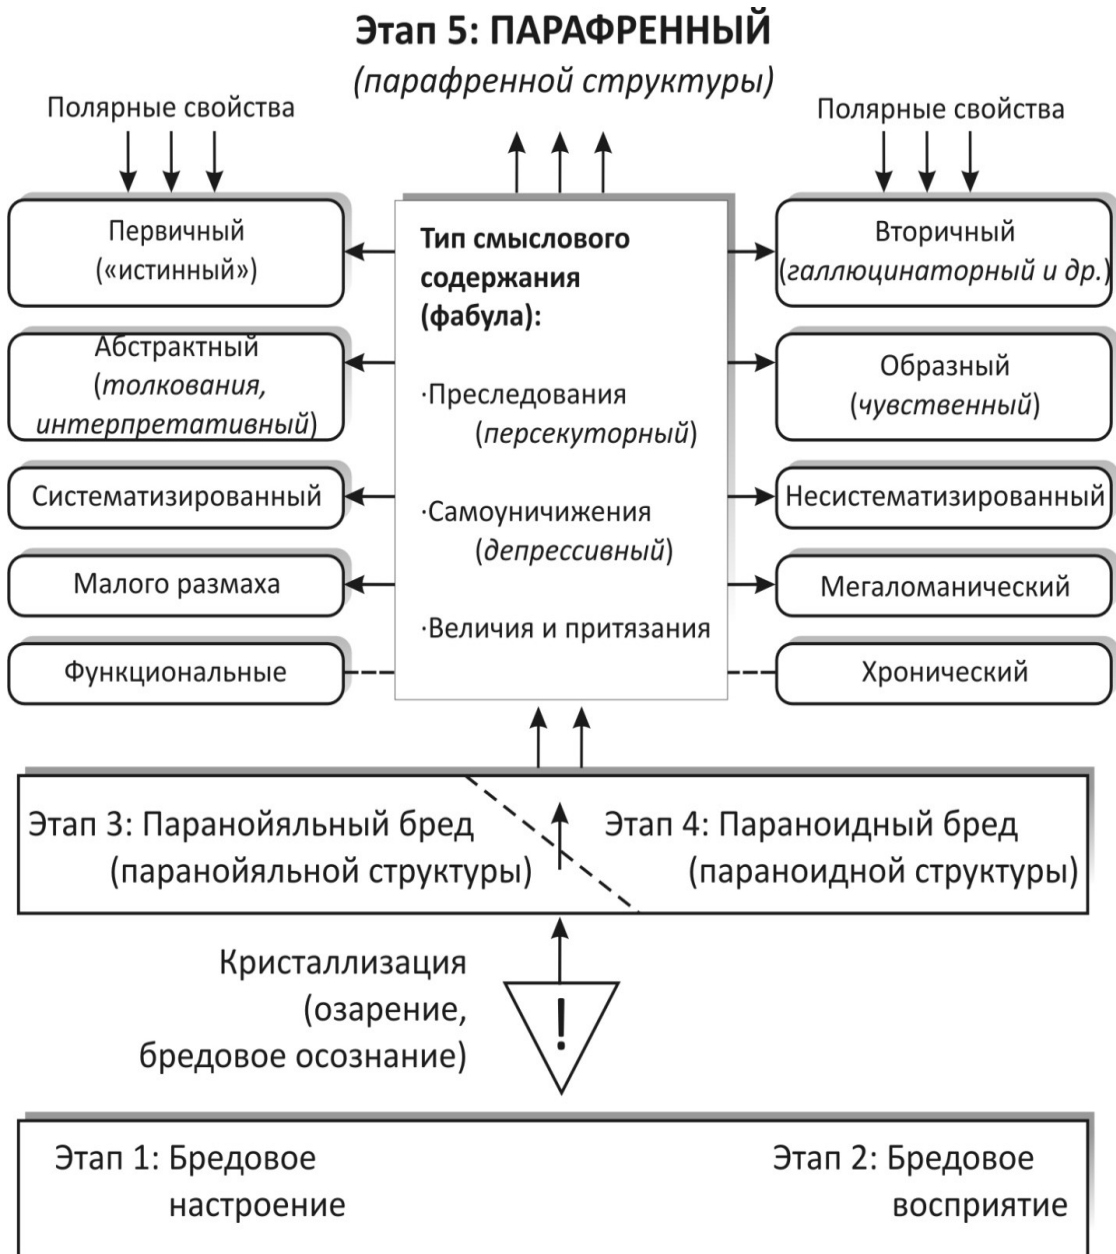 Этап 5: ПАРАФРЕННЫЙ
(парафренной структуры)
Полярные свойства
Полярные свойства
Первичный
(«истинный»)
Абстрактный
(толкования,
интерпретативный)
Систематизированный
Малого размаха
Функциональные
Тип смыслового
содержания
(фабула):
·Преследования
(персекуторный)
·Самоуничижения
(депрессивный)
·Величия и притязания
Вторичный
(галлюцинаторный и др.)
Образный
(чувственный)
Несистематизированный
Мегаломанический
Хронический
Этап 3: Паранойяльный бред
(паранойяльной структуры)
Этап 4: Параноидный бред
(параноидной структуры)
Кристаллизация
(озарение,
бредовое осознание)
!
Этап 1: Бредовое
настроение
Этап 2: Бредовое
восприятие